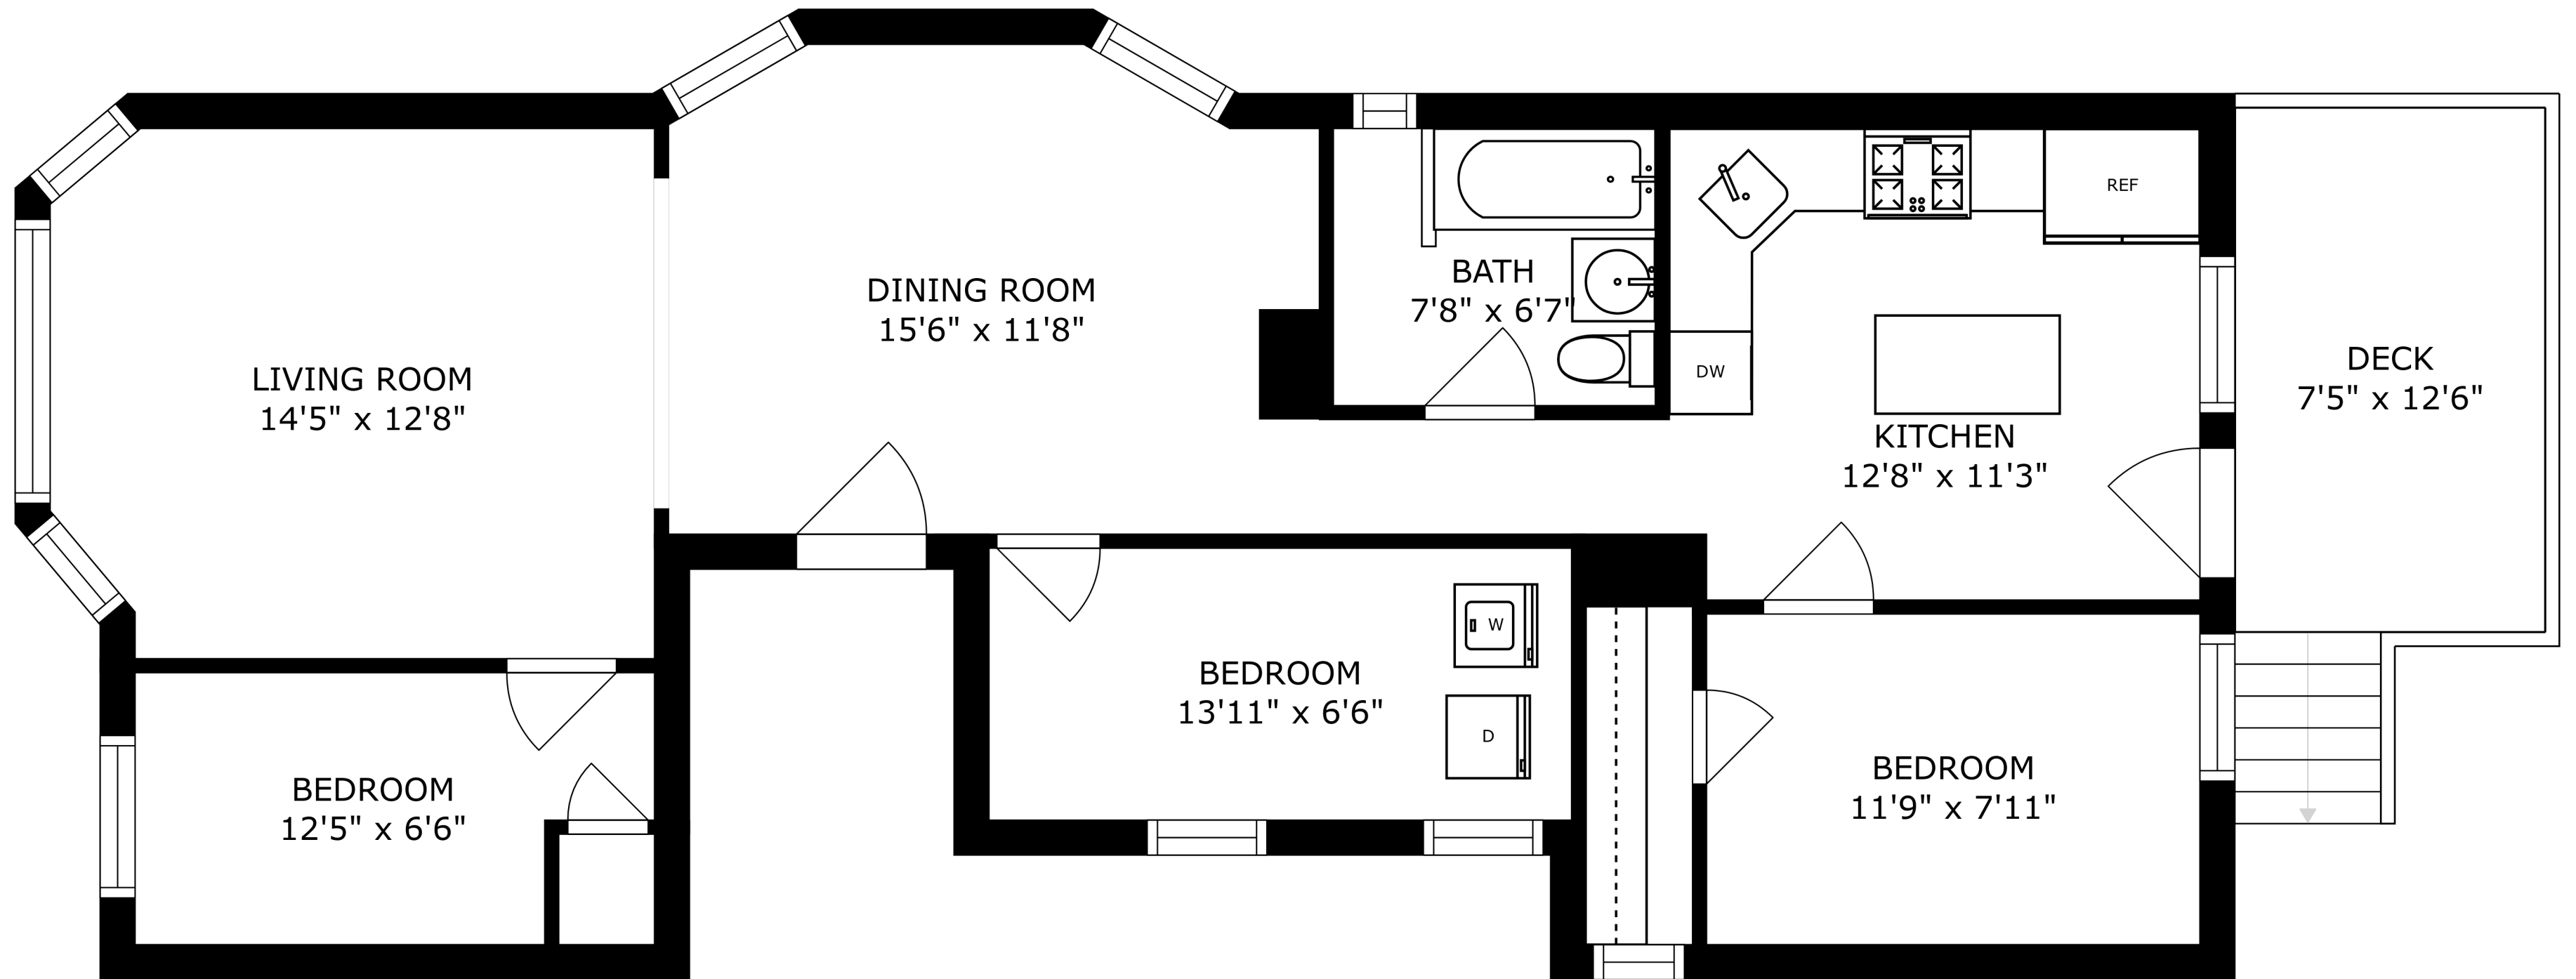 LIVING ROOM
14'5" x 12'8"
DINING ROOM
15'6" x 11'8"
BATH
7'8" x 6'7"
REF
DW
KITCHEN
12'8" x 11'3"
DECK
7'5" x 12'6"
BEDROOM
12'5" x 6'6"
BEDROOM
13'11" x 6'6"
W
D
BEDROOM
11'9" x 7'11"